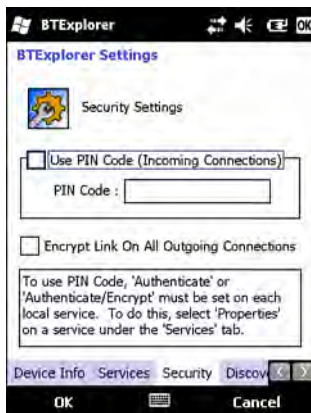 BTExplorer
OK
BTExplorer Settings
Security Settings
Use PIN Code (Incoming Connections)
PIN Code :
Encrypt Link On All Outgoing Connections
To use PIN Code, 'Authenticate' or
'Authenticate/Encrypt' must be set on each
local service. To do this, select 'Properties'
on a service under the 'Services' tab.
Device Info Services Security Discov
OK Cancel